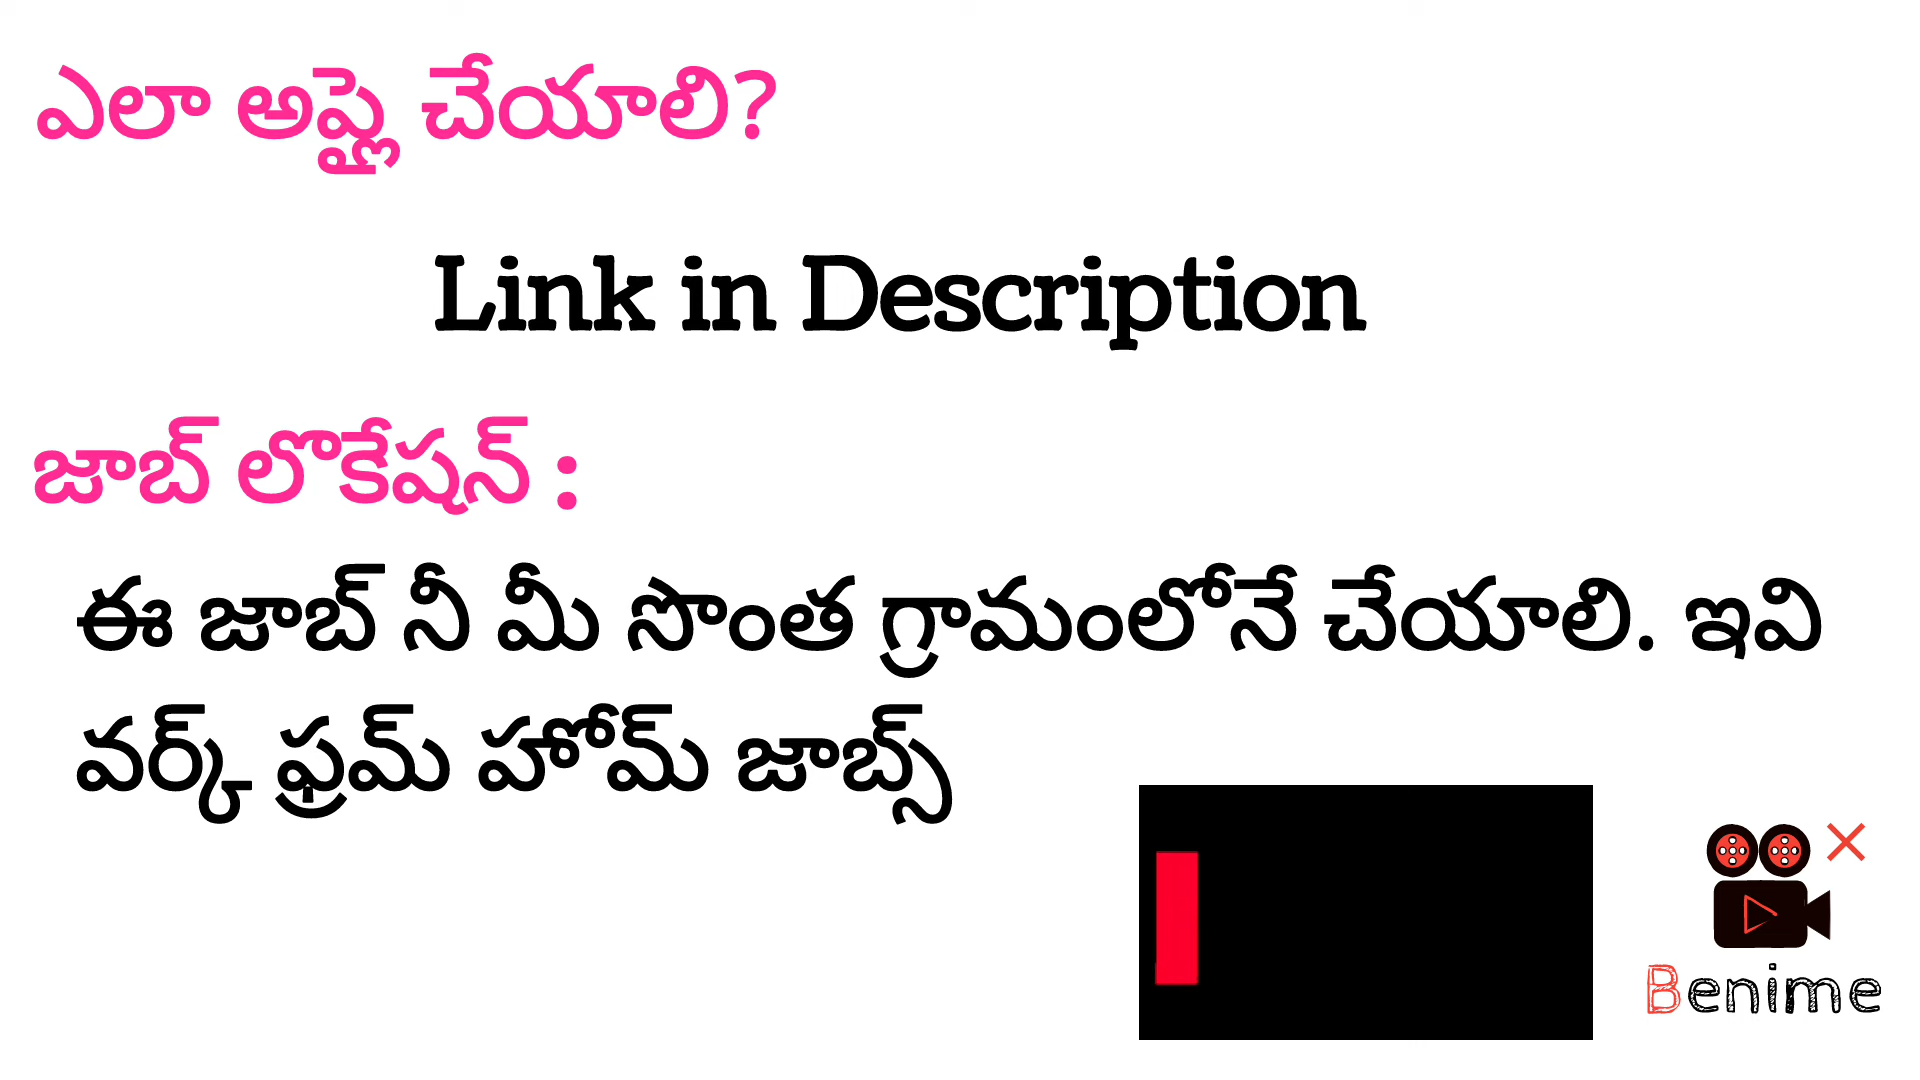 ఎలా అప్లై చేయాలి?
Link in Description
జాబ్ లొకేషన్ :
ఈ జాబ్ నీ మీ సొంత గ్రామంలోనే చేయాలి. ఇవి
వర్క్ ఫ్రమ్ హోమ్ జాబ్స్
Benime